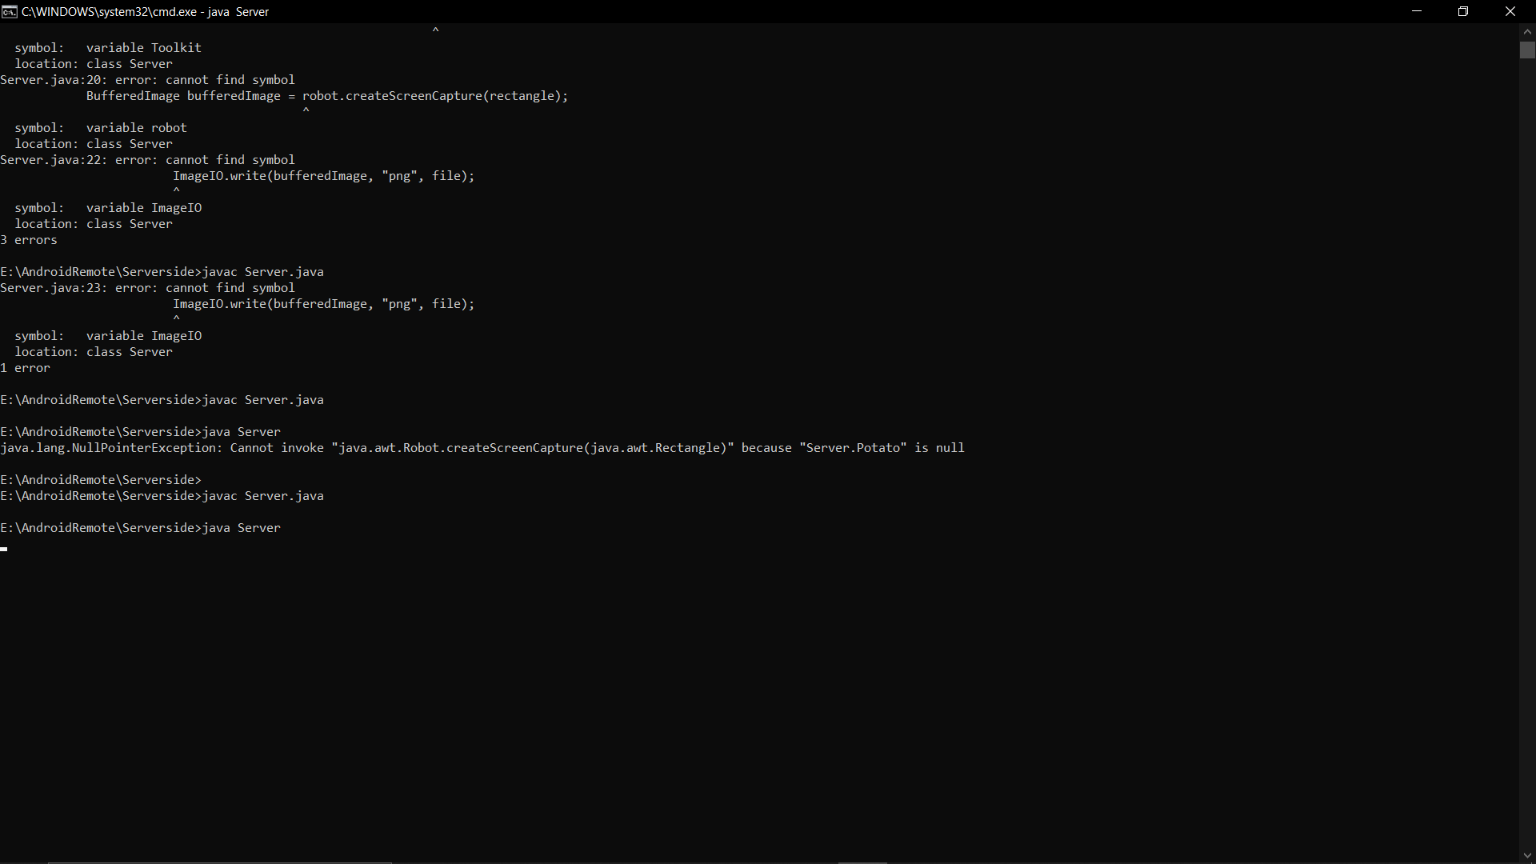 C:\WINDOWS\system32\cmd.exe - java  Server
^
symbol:   variable Toolkit
location: class Server
Server.java:20: error: cannot find symbol
BufferedImage bufferedImage = robot.createScreenCapture(rectangle);
^
symbol:   variable robot
location: class Server
Server.java:22: error: cannot find symbol
ImageIO.write(bufferedImage, "png", file);
^
symbol:   variable ImageIO
location: class Server
3 errors
E:\AndroidRemote\Serverside>javac Server.java
Server.java:23: error: cannot find symbol
ImageIO.write(bufferedImage, "png", file);
^
symbol:   variable ImageIO
location: class Server
1 error
E:\AndroidRemote\Serverside>javac Server.java
E:\AndroidRemote\Serverside>java Server
java.lang.NullPointerException: Cannot invoke "java.awt.Robot.createScreenCapture(java.awt.Rectangle)" because "Server.Potato" is null
E:\AndroidRemote\Serverside>
E:\AndroidRemote\Serverside>javac Server.java
E:\AndroidRemote\Serverside>java Server